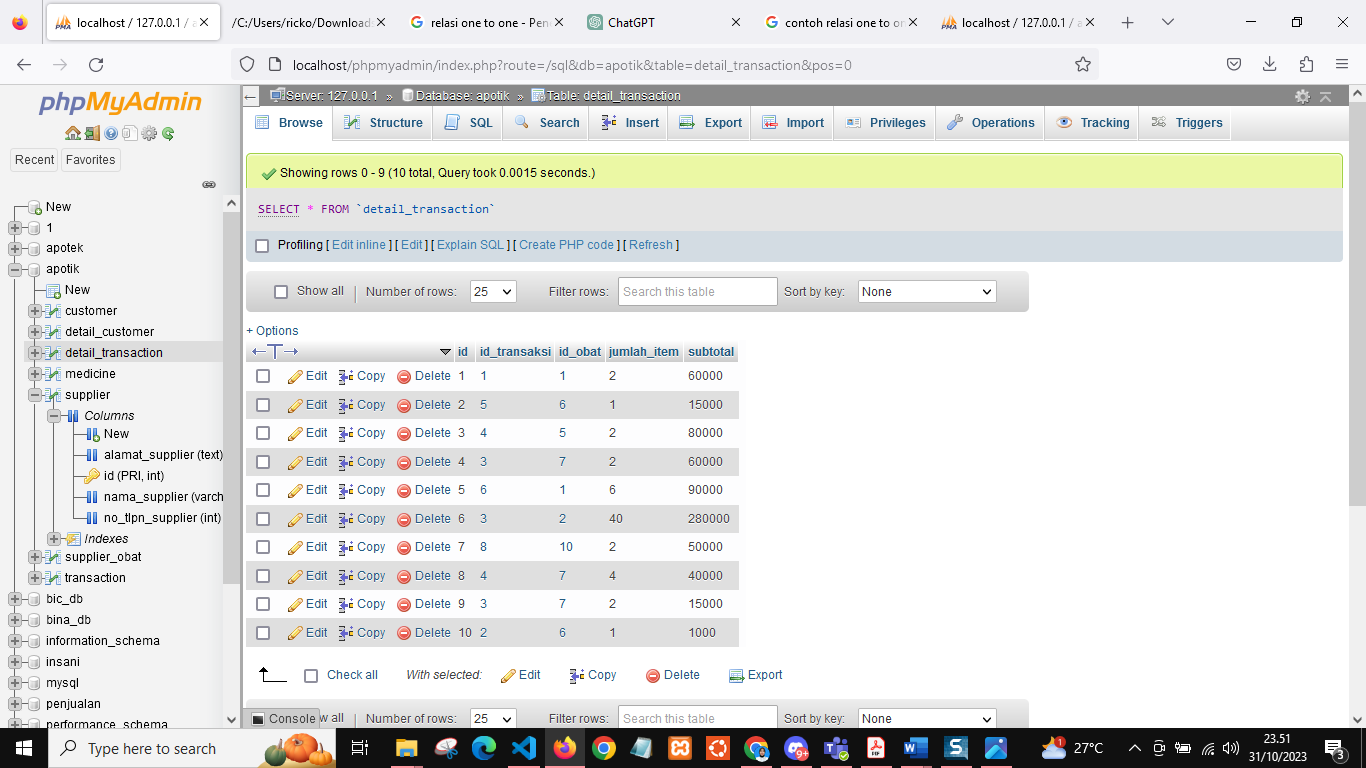 localhost / 127.0.0.1 / a
/C:/Users/ricko/Downloads
relasi one to one - Pen
ChatGPT
contoh relasi one to on
localhost / 127.0.0.1 / a
localhost/phpmyadmin/index.php?route=/sql&db=apotik&table=detail_transaction&pos=0
phpMyAdmin
Recent Favorites
New
1
apotek
apotik
New
customer
detail_customer
detail_transaction
medicine
supplier
Columns
New
alamat_supplier (text)
id (PRI, int)
nama_supplier (varch
no_tlpn_supplier (int)
Indexes
supplier_obat
transaction
bic_db
bina_db
information_schema
insani
mysql
penjualan
performance_schema
Server: 127.0.0.1 » Database: apotik » Table: detail_transaction
Browse Structure SQL Search Insert Export Import Privileges Operations Tracking Triggers
Showing rows 0 - 9 (10 total, Query took 0.0015 seconds.)
SELECT * FROM `detail_transaction`
Profiling [ Edit inline ] [ Edit ] [ Explain SQL ] [ Create PHP code ] [ Refresh ]
Show all Number of rows: 25 Filter rows: Search this table Sort by key: None
+ Options
←T→ id id_transaksi id_obat jumlah_item subtotal
Edit Copy Delete 1 1 1 2 60000
Edit Copy Delete 2 5 6 1 15000
Edit Copy Delete 3 4 5 2 80000
Edit Copy Delete 4 3 7 2 60000
Edit Copy Delete 5 6 1 6 90000
Edit Copy Delete 6 3 2 40 280000
Edit Copy Delete 7 8 10 2 50000
Edit Copy Delete 8 4 7 4 40000
Edit Copy Delete 9 3 7 2 15000
Edit Copy Delete 10 2 6 1 1000
Check all With selected: Edit Copy Delete Export
Console
ow all Number of rows: 25 Filter rows: Search this table Sort by key: None
Type here to search
27°C
23.51
31/10/2023
3